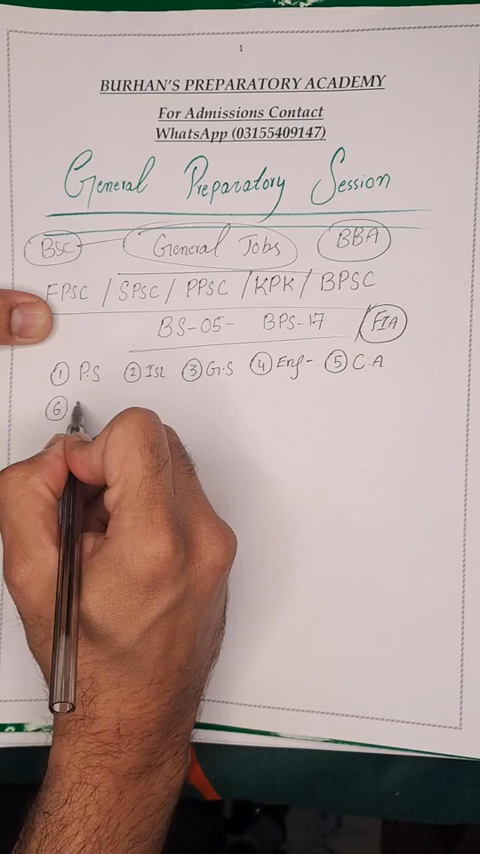 1
BURHAN'S PREPARATORY ACADEMY
For Admissions Contact
WhatsApp (03155409147)
General Preparatory Session
BSC General Jobs BBA
FPSC / SPSC / PPSC / KPK / BPSC
BS-05- BPS-17 / FIA
① P.S ② Isl ③ G.S ④ Eng- ⑤ C.A
⑥